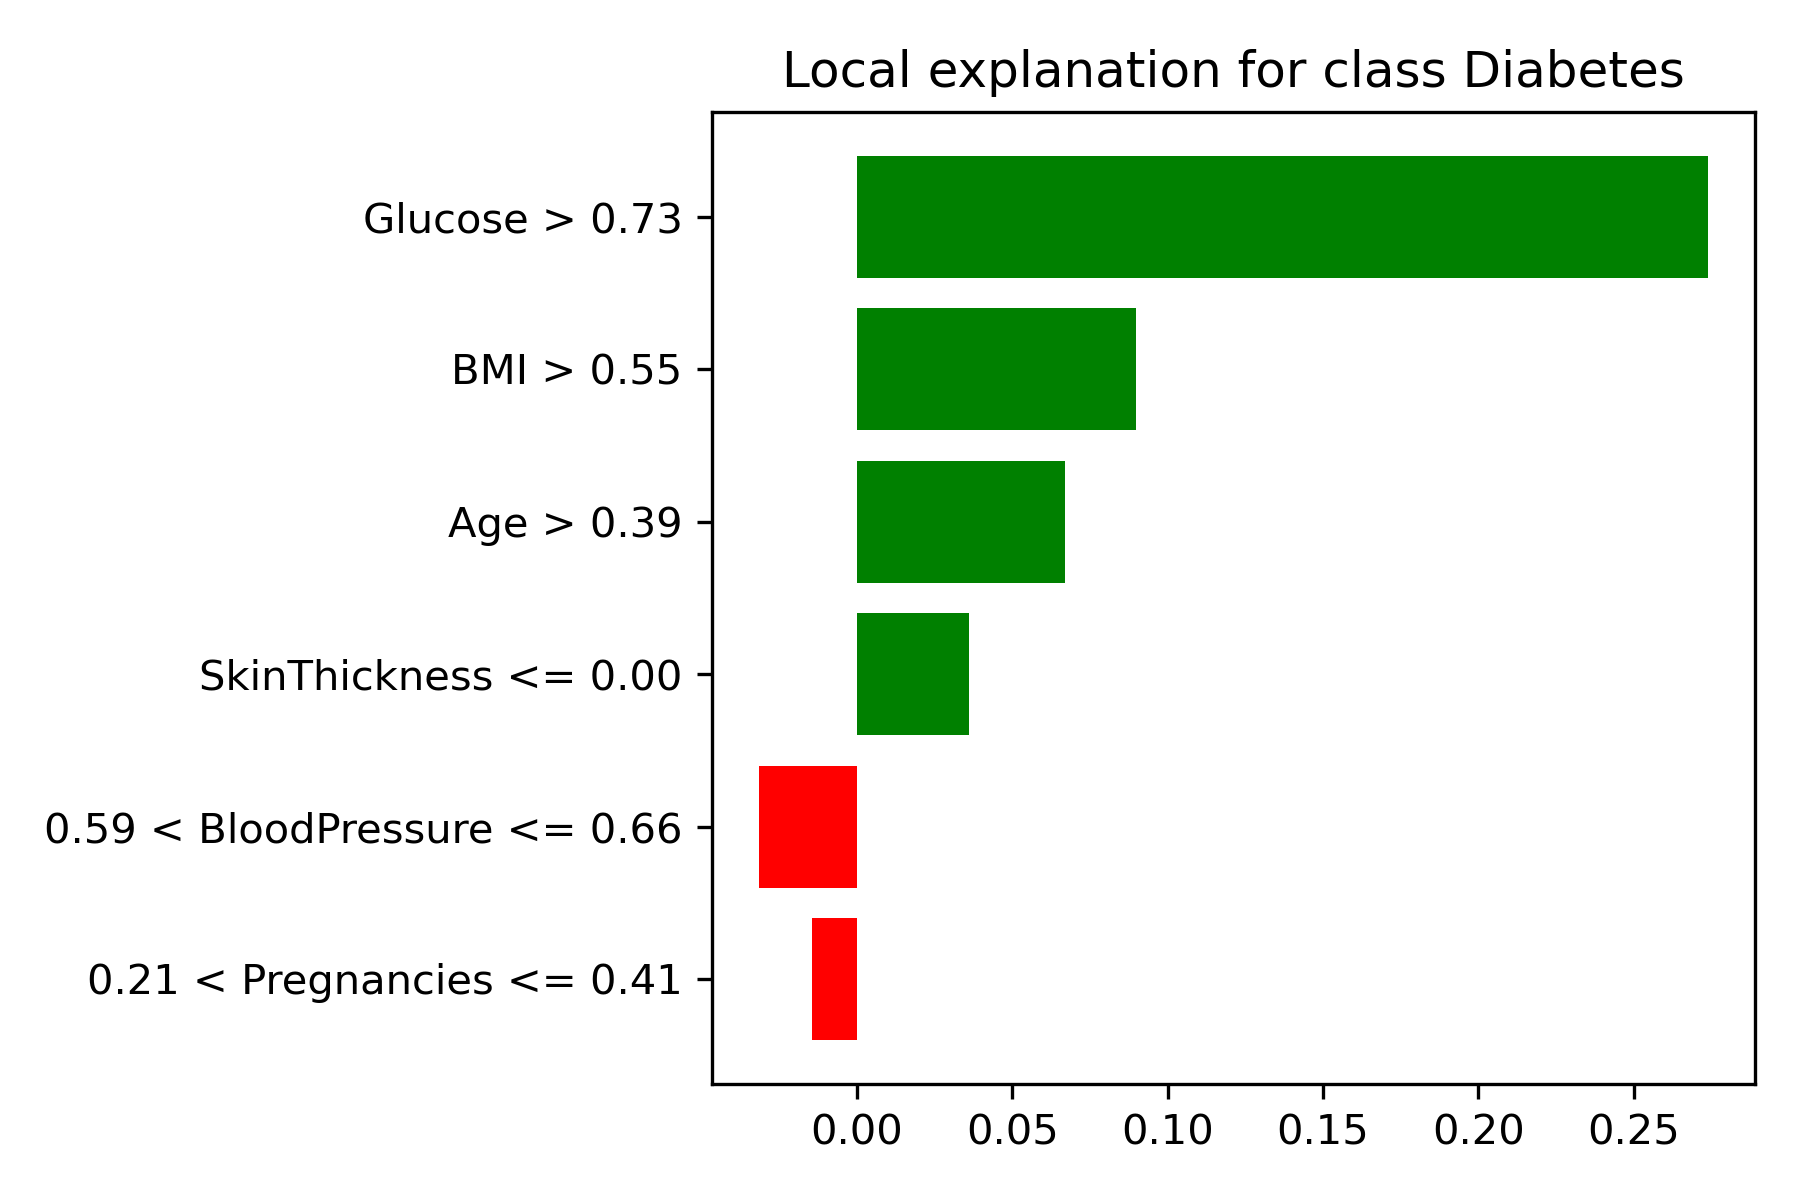 Local explanation for class Diabetes
Glucose > 0.73
BMI > 0.55
Age > 0.39
SkinThickness <= 0.00
0.59 < BloodPressure <= 0.66
0.21 < Pregnancies <= 0.41
0.00 0.05 0.10 0.15 0.20 0.25